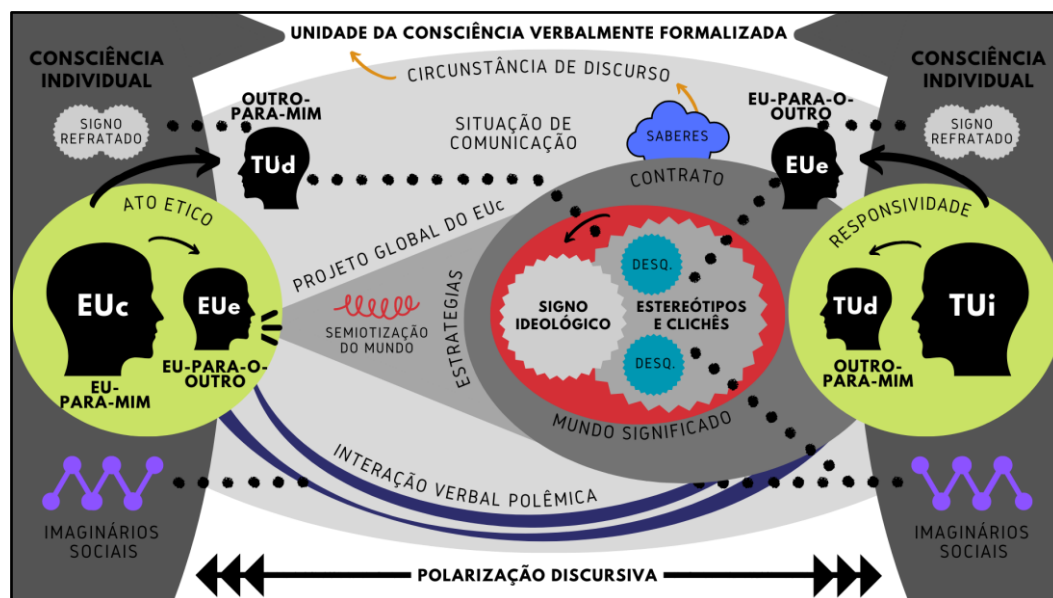 UNIDADE DA CONSCIÊNCIA VERBALMENTE FORMALIZADA
CIRCUNSTÂNCIA DE DISCURSO
CONSCIÊNCIA
INDIVIDUAL
SIGNO
REFRATADO
OUTRO-
PARA-MIM
TUd
SITUAÇÃO DE
COMUNICAÇÃO
SABERES
EU-PARA-O-
OUTRO
EUe
CONSCIÊNCIA
INDIVIDUAL
SIGNO
REFRATADO
ATO ETICO
EUc
EU-
PARA-MIM
EUe
EU-PARA-O-
OUTRO
PROJETO GLOBAL DO EUc
SEMIOTIZAÇÃO
DO MUNDO
ESTRATEGIAS
CONTRATO
SIGNO
IDEOLÓGICO
DESQ.
ESTEREÓTIPOS
E CLICHÊS
DESQ.
MUNDO SIGNIFICADO
RESPONSIVIDADE
TUd
OUTRO-
PARA-MIM
TUi
INTERAÇÃO VERBAL POLÊMICA
IMAGINÁRIOS
SOCIAIS
IMAGINÁRIOS
SOCIAIS
POLARIZAÇÃO DISCURSIVA